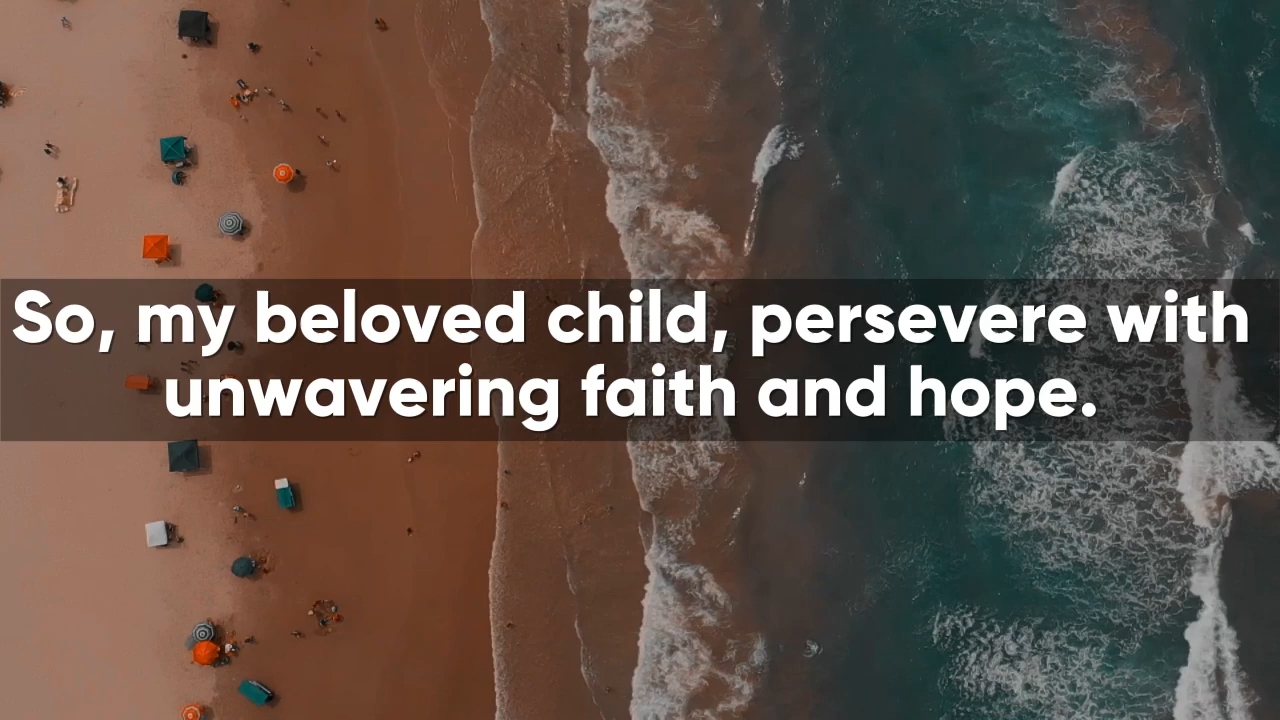 So, my beloved child, persevere with
unwavering faith and hope.